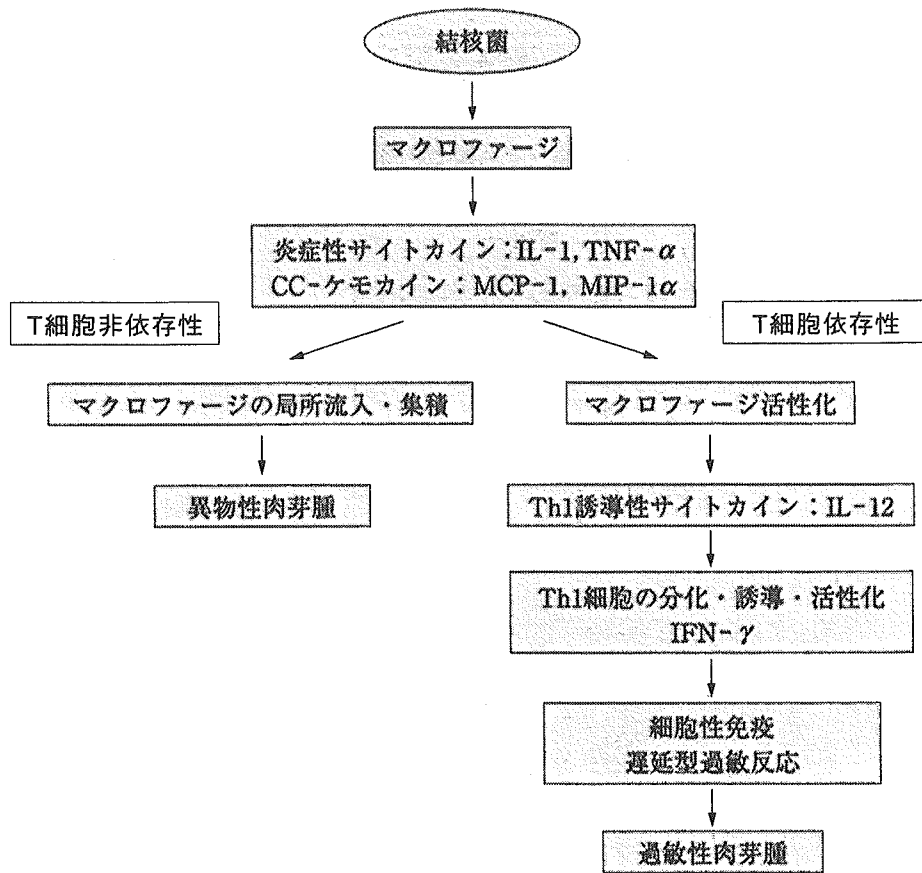 結核菌
マクロファージ
炎症性サイトカイン：IL-1, TNF-α
CC-ケモカイン：MCP-1, MIP-1α
T細胞非依存性
T細胞依存性
マクロファージの局所流入・集積
マクロファージ活性化
異物性肉芽腫
Th1誘導性サイトカイン：IL-12
Th1細胞の分化・誘導・活性化
IFN-γ
細胞性免疫
遅延型過敏反応
過敏性肉芽腫